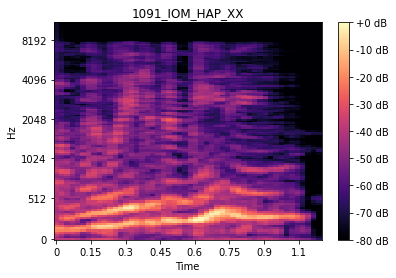 1091_IOM_HAP_XX
+0 dB
8192
-10 dB
4096
-20 dB
-30 dB
2048
-40 dB
Hz
1024
-50 dB
-60 dB
512
-70 dB
0
-80 dB
0 0.15 0.3 0.45 0.6 0.75 0.9 1.1
Time